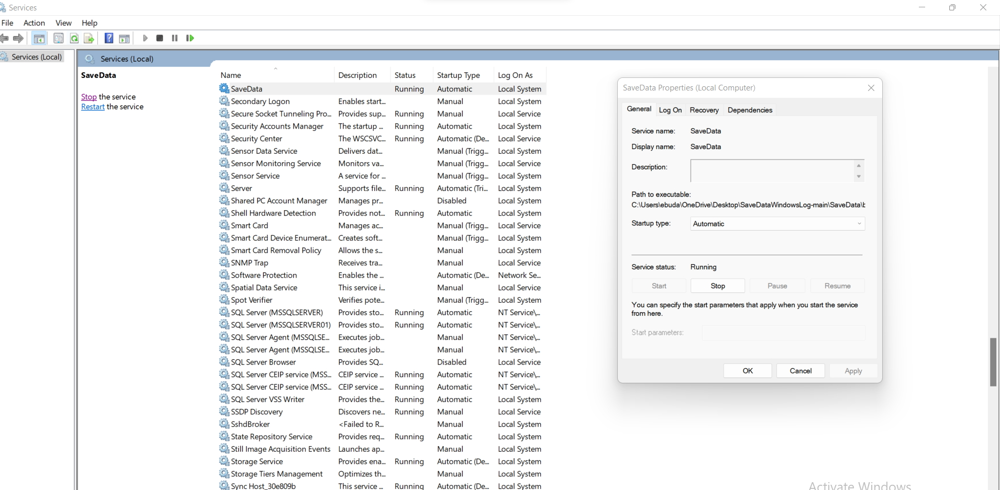 Services
File Action View Help
Services (Local)
Services (Local)
SaveData
Stop the service
Restart the service
Name Description Status Startup Type Log On As
SaveData Running Automatic Local System
Secondary Logon Enables start... Manual Local System
Secure Socket Tunneling Pro... Provides sup... Running Manual Local Service
Security Accounts Manager The startup ... Running Automatic Local System
Security Center The WSCSVC... Running Automatic (De... Local Service
Sensor Data Service Delivers dat... Manual (Trigg... Local System
Sensor Monitoring Service Monitors va... Manual (Trigg... Local Service
Sensor Service A service for ... Manual (Trigg... Local System
Server Supports file... Running Automatic (Tri... Local System
Shared PC Account Manager Manages pr... Disabled Local System
Shell Hardware Detection Provides not... Running Automatic Local System
Smart Card Manages ac... Manual (Trigg... Local Service
Smart Card Device Enumerat... Creates soft... Manual (Trigg... Local System
Smart Card Removal Policy Allows the s... Manual Local System
SNMP Trap Receives tra... Manual Local Service
Software Protection Enables the ... Automatic (De... Network Se...
Spatial Data Service This service i... Manual Local Service
Spot Verifier Verifies pote... Manual (Trigg... Local System
SQL Server (MSSQLSERVER) Provides sto... Running Automatic NT Service\...
SQL Server (MSSQLSERVER01) Provides sto... Running Automatic NT Service\...
SQL Server Agent (MSSQLSE... Executes job... Manual NT Service\...
SQL Server Agent (MSSQLSE... Executes job... Manual NT Service\...
SQL Server Browser Provides SQ... Disabled Local Service
SQL Server CEIP service (MSS... CEIP service ... Running Automatic NT Service\...
SQL Server CEIP service (MSS... CEIP service ... Running Automatic NT Service\...
SQL Server VSS Writer Provides the... Running Automatic Local System
SSDP Discovery Discovers ne... Running Manual Local Service
SshdBroker <Failed to R... Manual Local System
State Repository Service Provides req... Running Automatic Local System
Still Image Acquisition Events Launches ap... Manual Local System
Storage Service Provides ena... Running Automatic (De... Local System
Storage Tiers Management Optimizes th... Manual Local System
Sync Host_30e809b This service ... Running Automatic (De... Local System
SaveData Properties (Local Computer)
General Log On Recovery Dependencies
Service name: SaveData
Display name: SaveData
Description:
Path to executable:
C:\Users\ebuda\OneDrive\Desktop\SaveDataWindowsLog-main\SaveData\b
Startup type: Automatic
Service status: Running
Start Stop Pause Resume
You can specify the start parameters that apply when you start the service
from here.
Start parameters:
OK Cancel Apply
Activate Windows